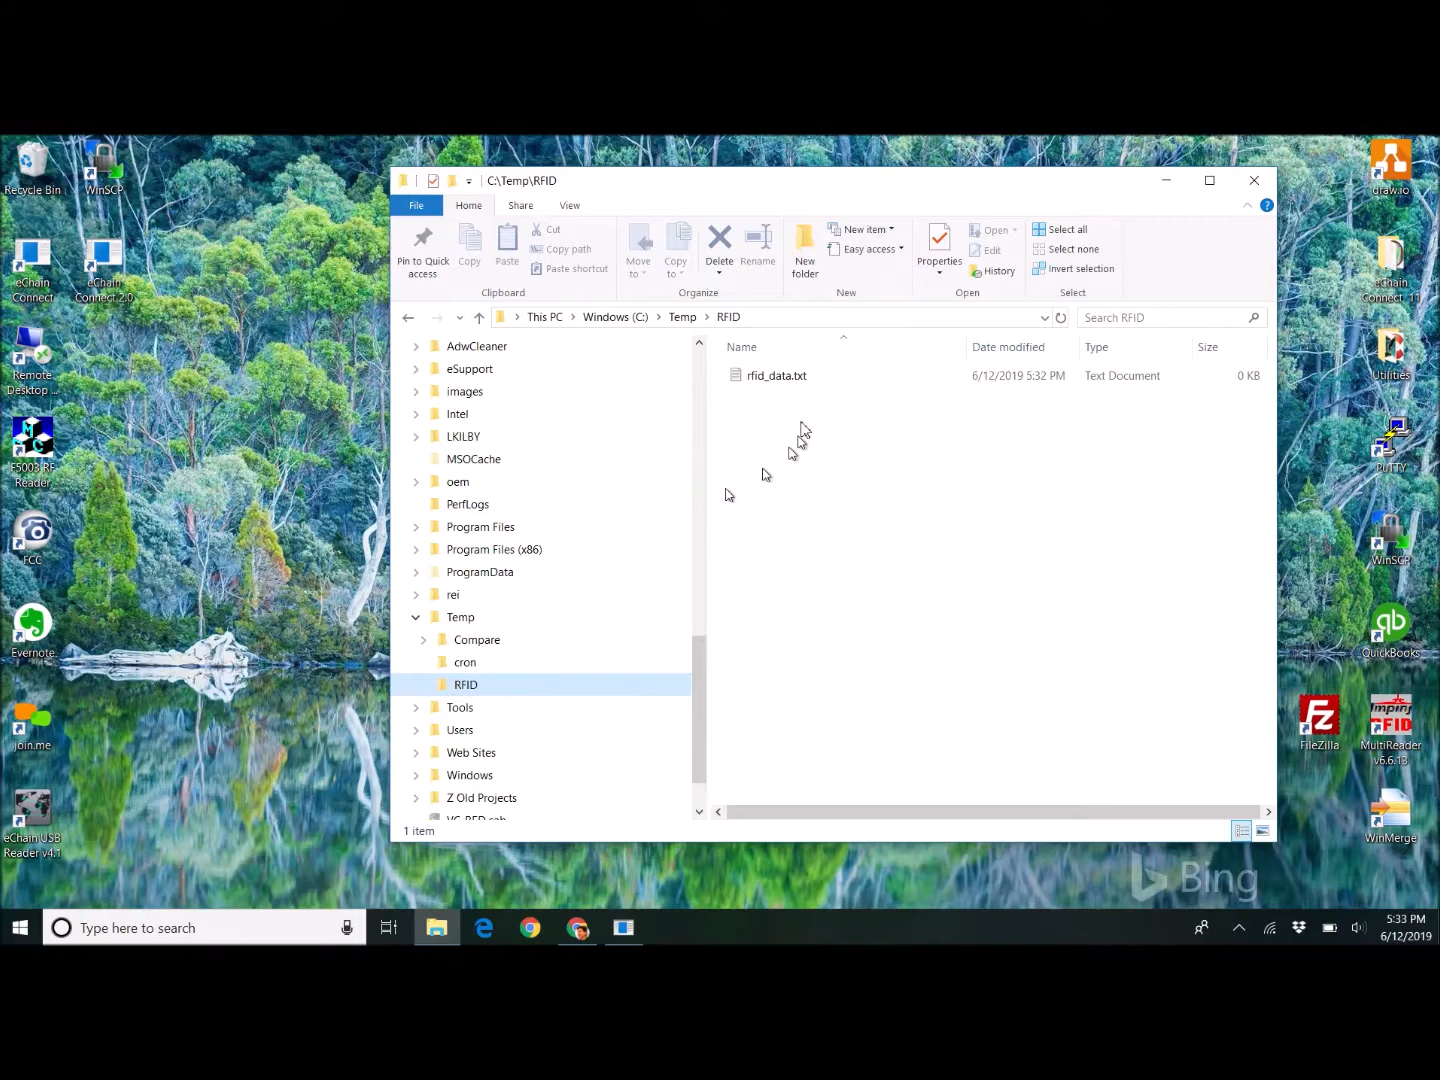 Recycle Bin
WinSCP
eChain
Connect
eChain
Connect 2.0
Remote
Desktop ...
F5003 RF
Reader
FCC
Evernote
join.me
eChain USB
Reader v4.1
C:\Temp\RFID
File Home Share View
Pin to Quick
access
Copy
Paste
Cut
Copy path
Paste shortcut
Clipboard
Move
to
Copy
to
Delete
Rename
Organize
New
folder
New item
Easy access
New
Properties
Open
Edit
History
Open
Select all
Select none
Invert selection
Select
This PC > Windows (C:) > Temp > RFID
Search RFID
AdwCleaner
eSupport
images
Intel
LKILBY
MSOCache
oem
PerfLogs
Program Files
Program Files (x86)
ProgramData
rei
Temp
Compare
cron
RFID
Tools
Users
Web Sites
Windows
Z Old Projects
Name Date modified Type Size
rfid_data.txt 6/12/2019 5:32 PM Text Document 0 KB
1 item
draw.io
eChain
Connect_11
Utilities
PuTTY
WinSCP
qb
QuickBooks
Fz
FileZilla
Impinj
RFID
MultiReader
v6.6.13
WinMerge
Bing
Type here to search
5:33 PM
6/12/2019